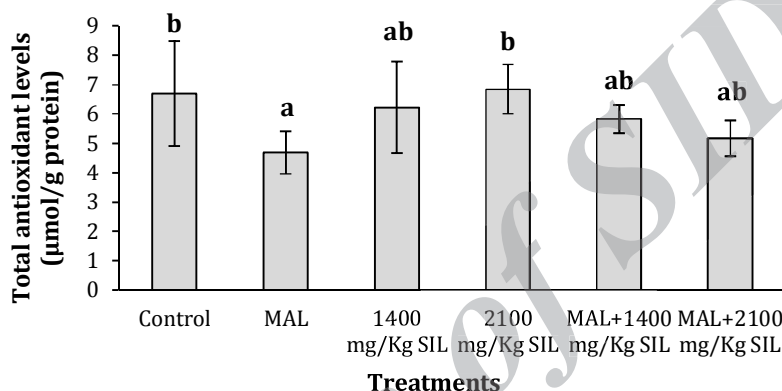 Total antioxidant levels
(µmol/g protein)
9
8
7
6
5
4
3
2
1
0
b
a
ab
b
ab
ab
Control
MAL
1400
mg/Kg SIL
2100
mg/Kg SIL
MAL+1400
mg/Kg SIL
MAL+2100
mg/Kg SIL
Treatments
of SID